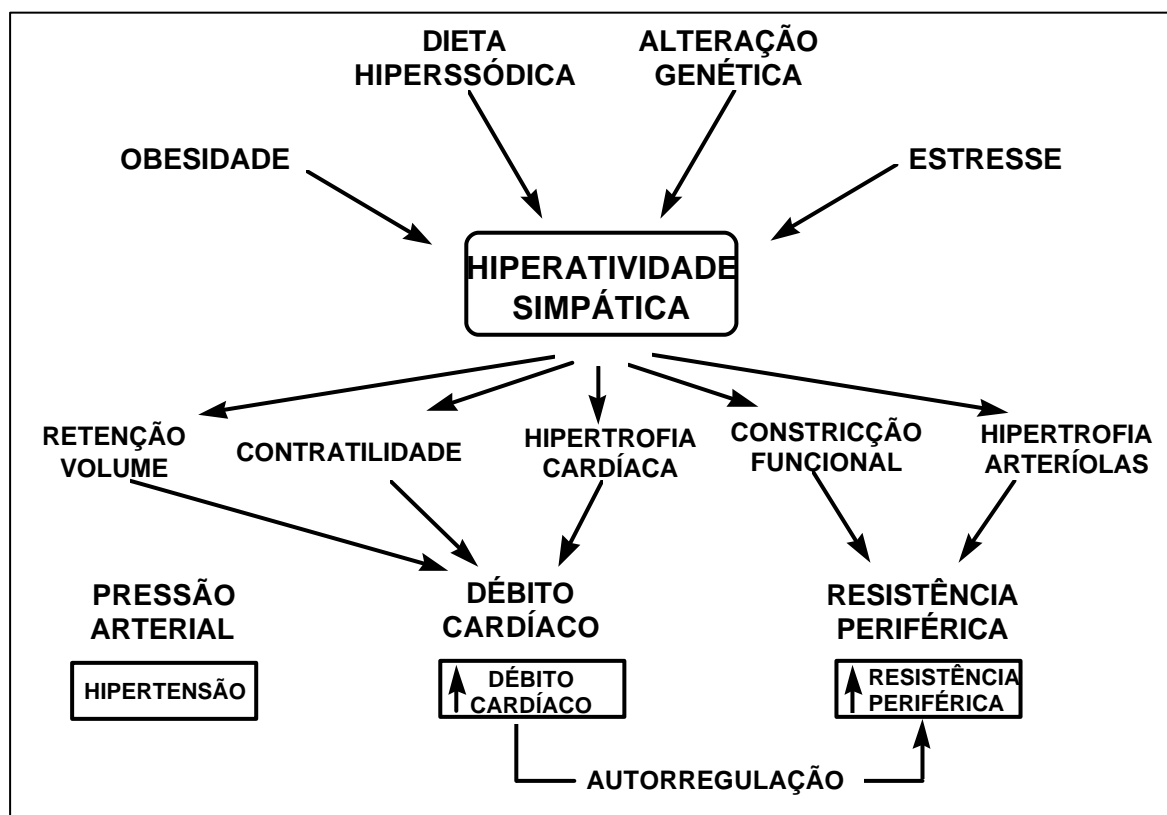 DIETA
HIPERSSÓDICA
ALTERAÇÃO
GENÉTICA
OBESIDADE
ESTRESSE
HIPERATIVIDADE
SIMPÁTICA
RETENÇÃO
VOLUME
CONTRATILIDADE
HIPERTROFIA
CARDÍACA
CONSTRICÇÃO
FUNCIONAL
HIPERTROFIA
ARTERÍOLAS
PRESSÃO
ARTERIAL
DÉBITO
CARDÍACO
RESISTÊNCIA
PERIFÉRICA
HIPERTENSÃO
DÉBITO
CARDÍACO
RESISTÊNCIA
PERIFÉRICA
AUTORREGULAÇÃO